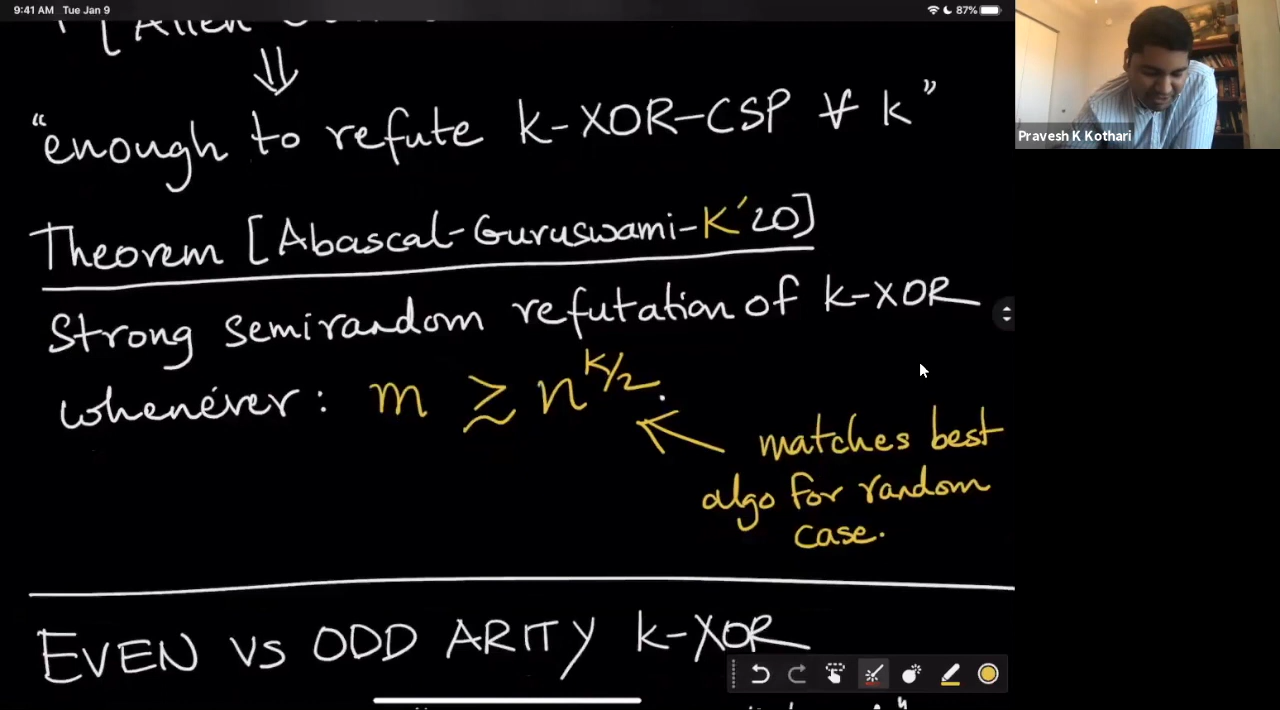 9:41 AM Tue Jan 9
87%
[Allen
⇓
"enough to refute k-XOR-CSP ∀ k"
Pravesh K Kothari
Theorem [Abascal-Guruswami-K'20]
Strong semirandom refutation of k-XOR
whenever: m ≳ n^{k/2}.
matches best
algo for random
case.
EVEN vs ODD ARITY k-XOR